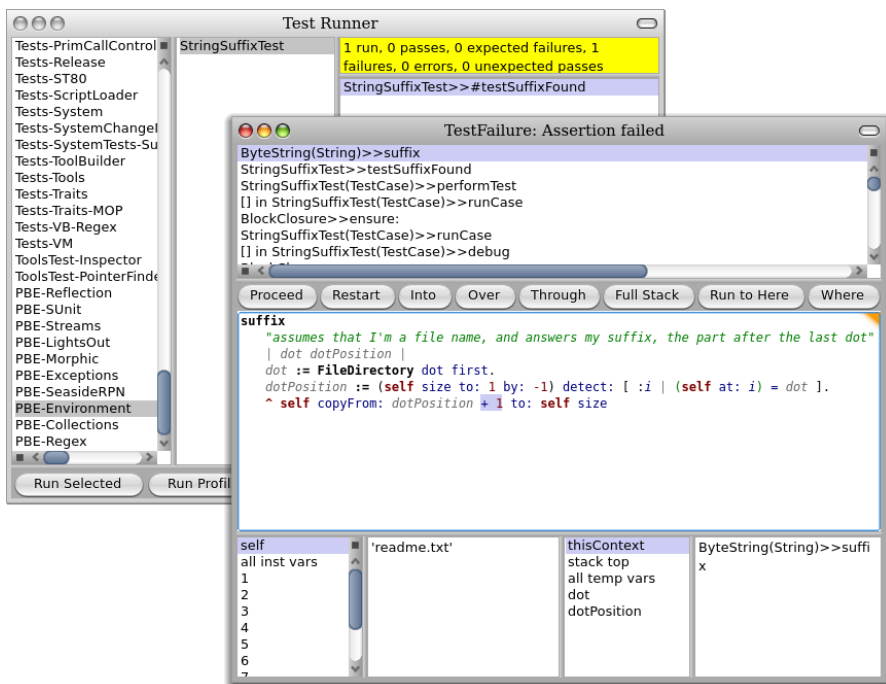 Test Runner
Tests-PrimCallControl
Tests-Release
Tests-ST80
Tests-ScriptLoader
Tests-System
Tests-SystemChangeI
Tests-SystemTests-Su
Tests-ToolBuilder
Tests-Tools
Tests-Traits
Tests-Traits-MOP
Tests-VB-Regex
Tests-VM
ToolsTest-Inspector
ToolsTest-PointerFinde
PBE-Reflection
PBE-SUnit
PBE-Streams
PBE-LightsOut
PBE-Morphic
PBE-Exceptions
PBE-SeasideRPN
PBE-Environment
PBE-Collections
PBE-Regex
StringSuffixTest
1 run, 0 passes, 0 expected failures, 1
failures, 0 errors, 0 unexpected passes
StringSuffixTest>>#testSuffixFound
Run Selected
Run Profil
TestFailure: Assertion failed
ByteString(String)>>suffix
StringSuffixTest>>testSuffixFound
StringSuffixTest(TestCase)>>performTest
[] in StringSuffixTest(TestCase)>>runCase
BlockClosure>>ensure:
StringSuffixTest(TestCase)>>runCase
[] in StringSuffixTest(TestCase)>>debug
Proceed Restart Into Over Through Full Stack Run to Here Where
suffix
"assumes that I'm a file name, and answers my suffix, the part after the last dot"
| dot dotPosition |
dot := FileDirectory dot first.
dotPosition := (self size to: 1 by: -1) detect: [ :i | (self at: i) = dot ].
^ self copyFrom: dotPosition + 1 to: self size
self
all inst vars
1
2
3
4
5
6
'readme.txt'
thisContext
stack top
all temp vars
dot
dotPosition
ByteString(String)>>suffi
x